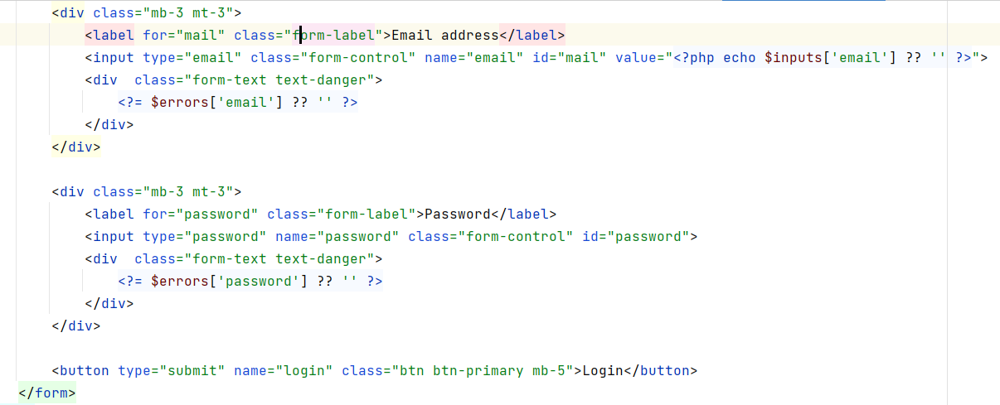 <div class="mb-3 mt-3">
<label for="mail" class="form-label">Email address</label>
<input type="email" class="form-control" name="email" id="mail" value="<?php echo $inputs['email'] ?? '' ?>">
<div  class="form-text text-danger">
<?= $errors['email'] ?? '' ?>
</div>
</div>
<div class="mb-3 mt-3">
<label for="password" class="form-label">Password</label>
<input type="password" name="password" class="form-control" id="password">
<div  class="form-text text-danger">
<?= $errors['password'] ?? '' ?>
</div>
</div>
<button type="submit" name="login" class="btn btn-primary mb-5">Login</button>
</form>